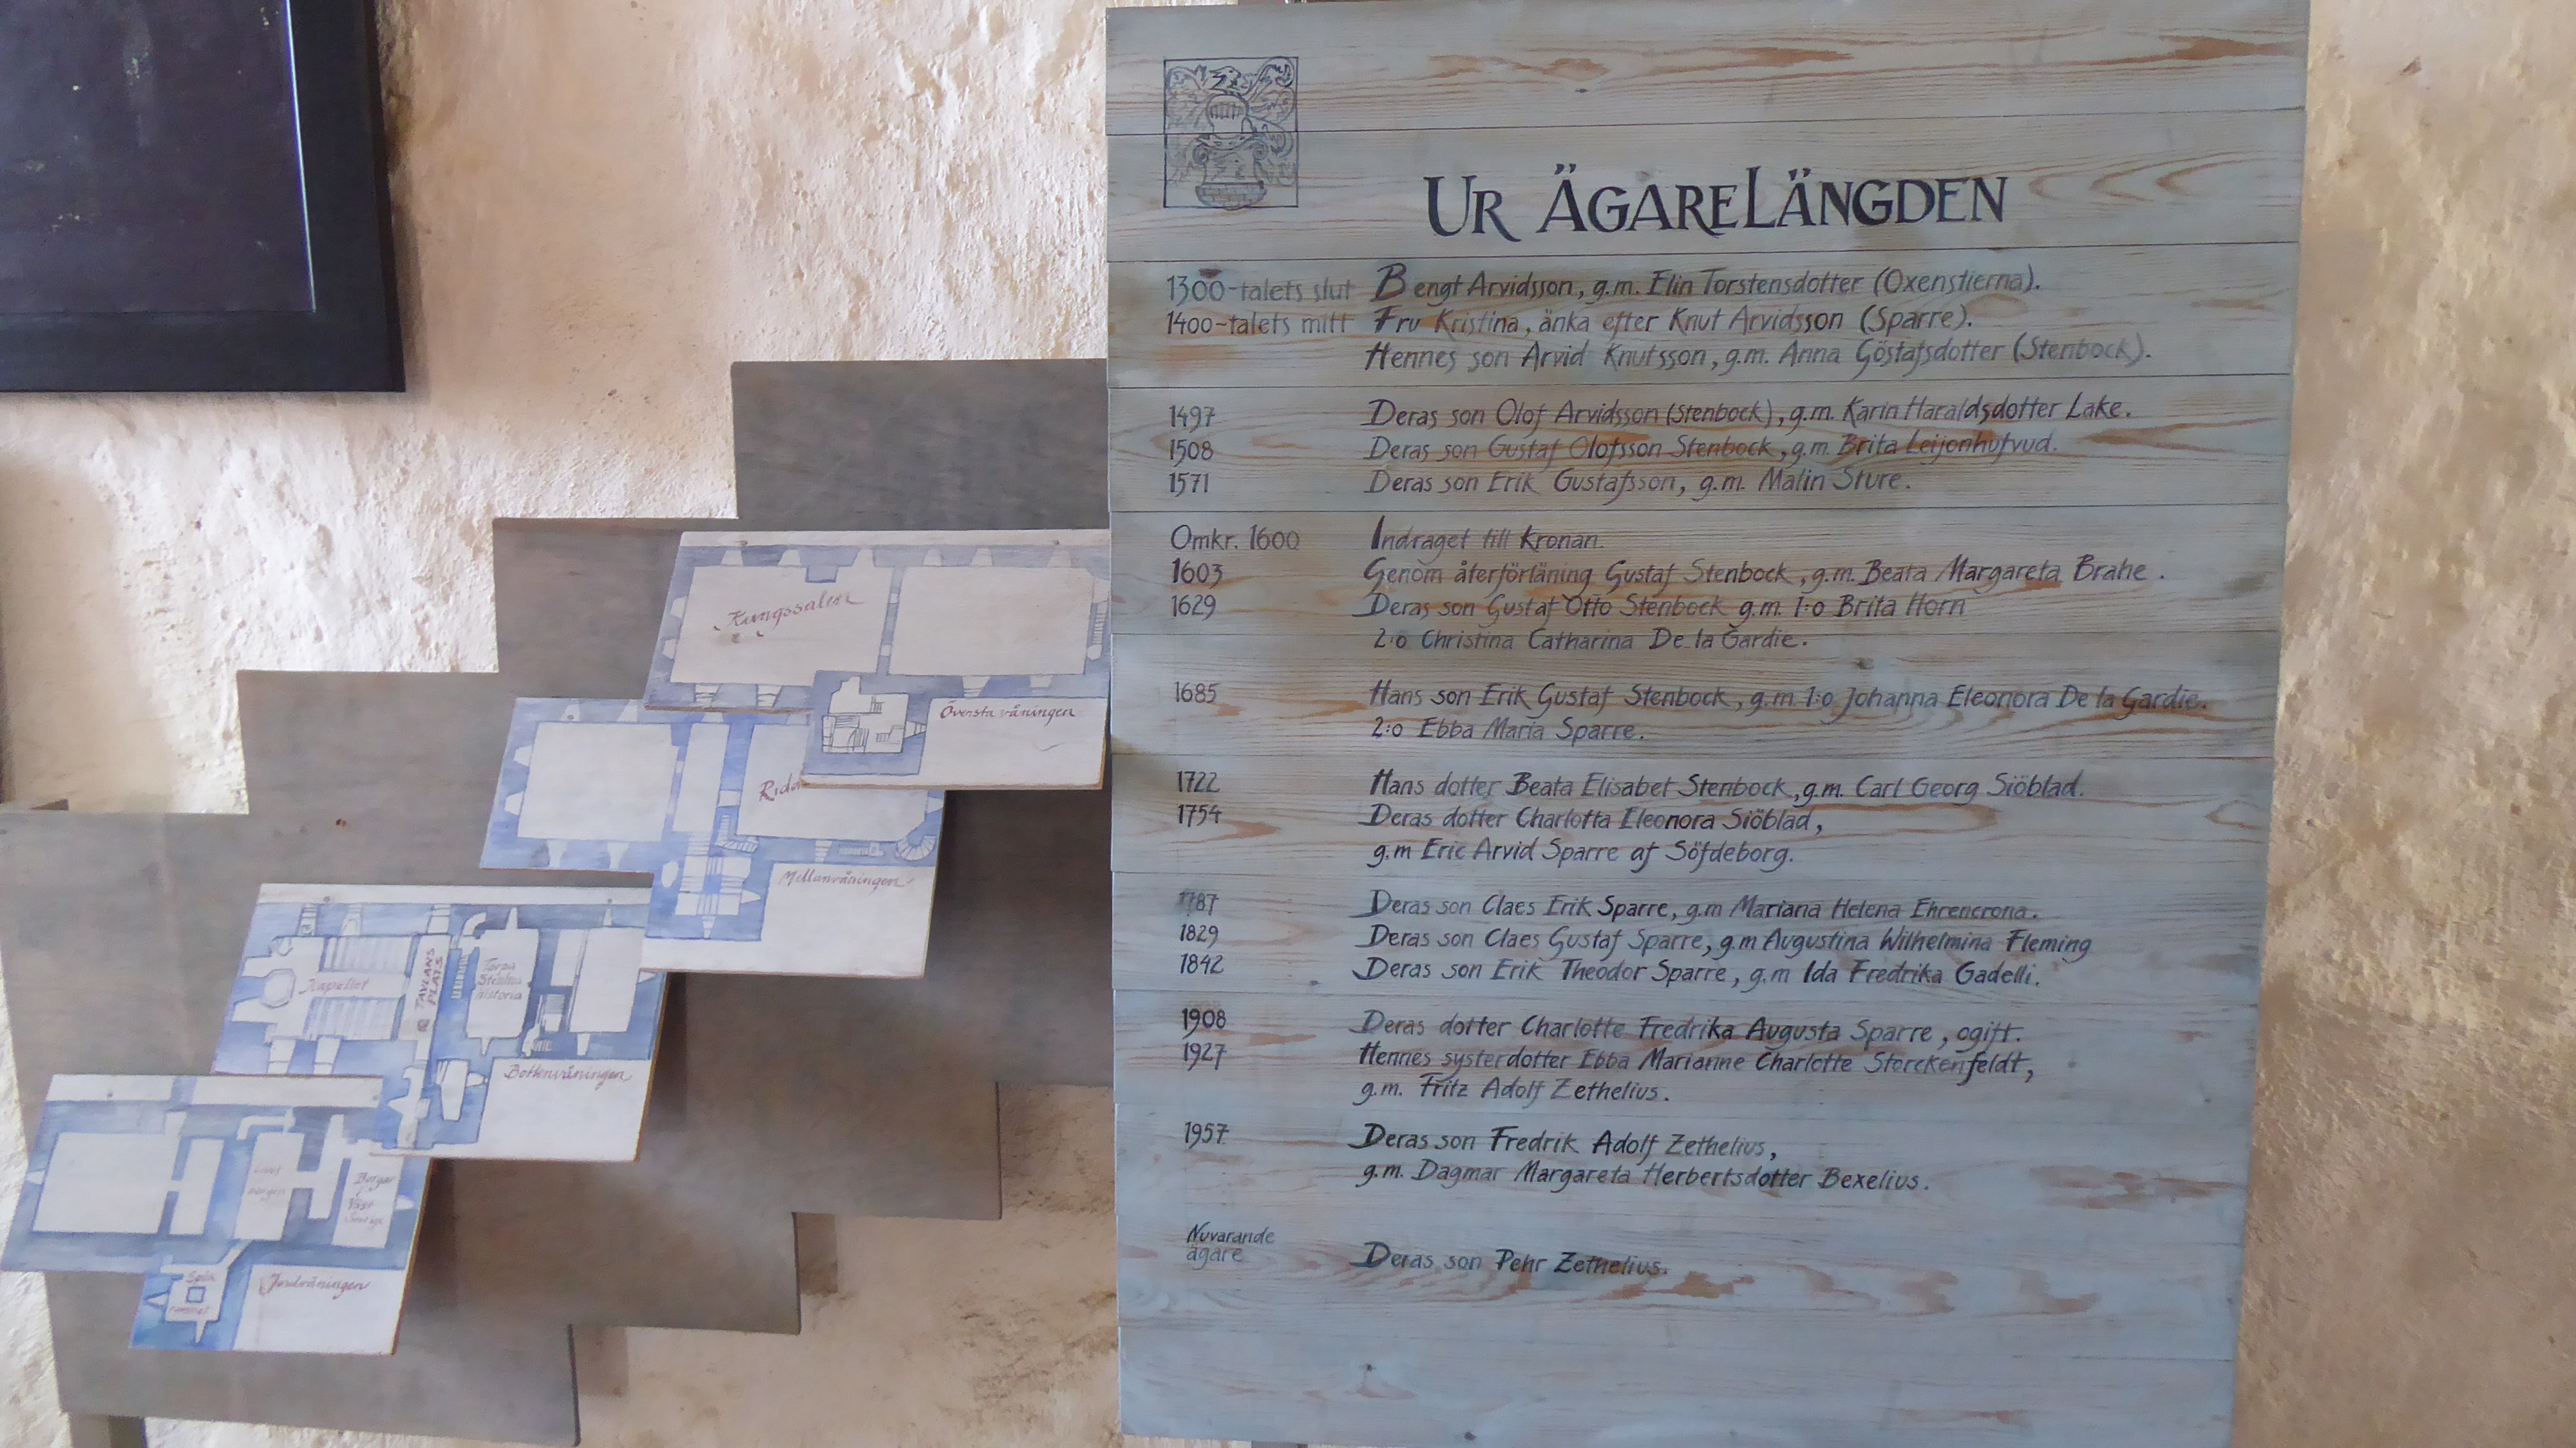 UR ÄGARELÄNGDEN
1300-talets slut Bengt Arvidsson, g.m. Elin Torstensdotter (Oxenstierna).
1400-talets mitt Fru Kristina, änka efter Knut Arvidsson (Sparre).
Hennes son Arvid Knutsson, g.m. Anna Göstafsdotter (Stenbock).
1497 Deras son Olof Arvidsson (Stenbock), g.m. Karin Haraldsdotter Lake.
1508 Deras son Gustaf Olofsson Stenbock, g.m. Brita Leijonhufvud.
1571 Deras son Erik Gustafsson, g.m. Malin Sture.
Omkr. 1600 Indraget till Kronan.
1603 Genom återförläning Gustaf Stenbock, g.m. Beata Margareta Brahe.
1629 Deras son Gustaf Otto Stenbock g.m. 1:o Brita Horn
2:o Christina Catharina De la Gardie.
1685 Hans son Erik Gustaf Stenbock, g.m. 1:o Johanna Eleonora De la Gardie.
2:o Ebba Maria Sparre.
1722 Hans dotter Beata Elisabet Stenbock, g.m. Carl Georg Siöblad.
1754 Deras dotter Charlotta Eleonora Siöblad,
g.m Eric Arvid Sparre af Söfdeborg.
1787 Deras son Claes Erik Sparre, g.m Mariana Helena Ehrencrona.
1829 Deras son Claes Gustaf Sparre, g.m Augustina Wilhelmina Fleming
1842 Deras son Erik Theodor Sparre, g.m Ida Fredrika Gadelli.
1908 Deras dotter Charlotte Fredrika Augusta Sparre, ogift.
1927 Hennes systerdotter Ebba Marianne Charlotte Storckenfeldt,
g.m. Fritz Adolf Zethelius.
1957 Deras son Fredrik Adolf Zethelius,
g.m. Dagmar Margareta Herbertsdotter Bexelius.
Nuvarande
ägare Deras son Pehr Zethelius.
Kungssalen
Översta våningen
Ridd
Mellanvåningen
Kapellet
TAVLANS
PLATS
Torpa
Stenhus
historia
Bottenvåningen
Borgar
i
Väst
Sverige
Jordvåningen